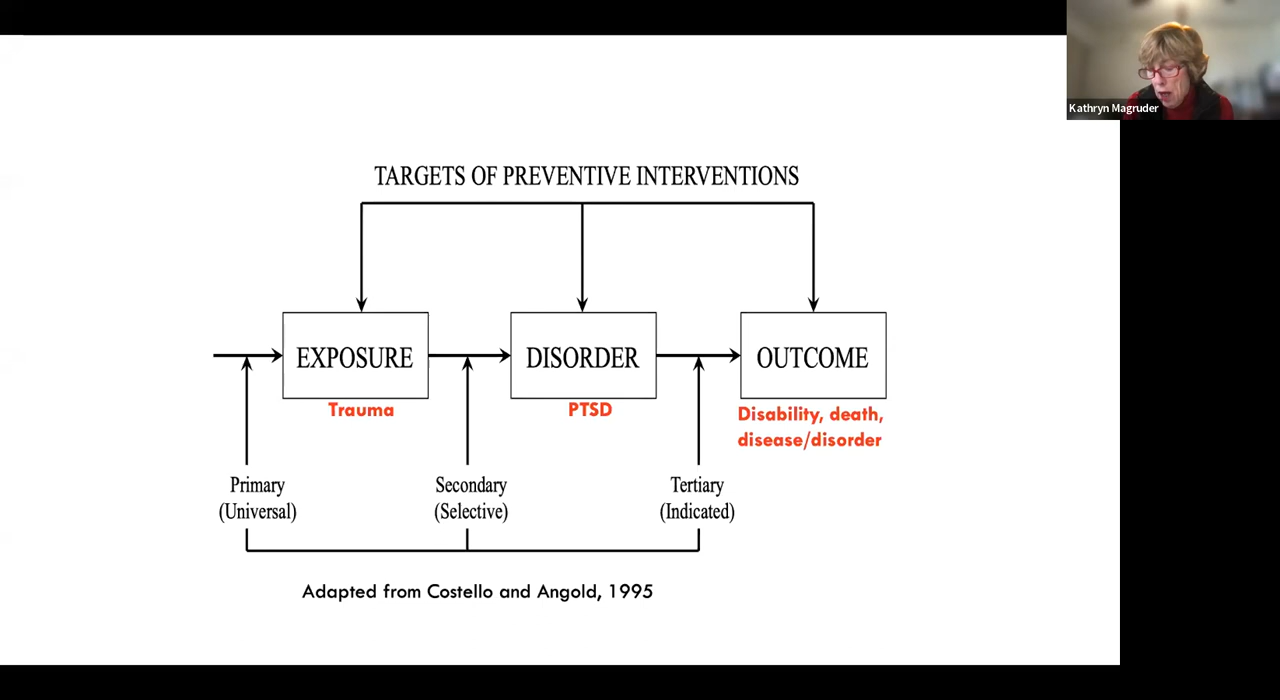 Kathryn Magruder
TARGETS OF PREVENTIVE INTERVENTIONS
EXPOSURE
DISORDER
OUTCOME
Trauma
PTSD
Disability, death,
disease/disorder
Primary
(Universal)
Secondary
(Selective)
Tertiary
(Indicated)
Adapted from Costello and Angold, 1995